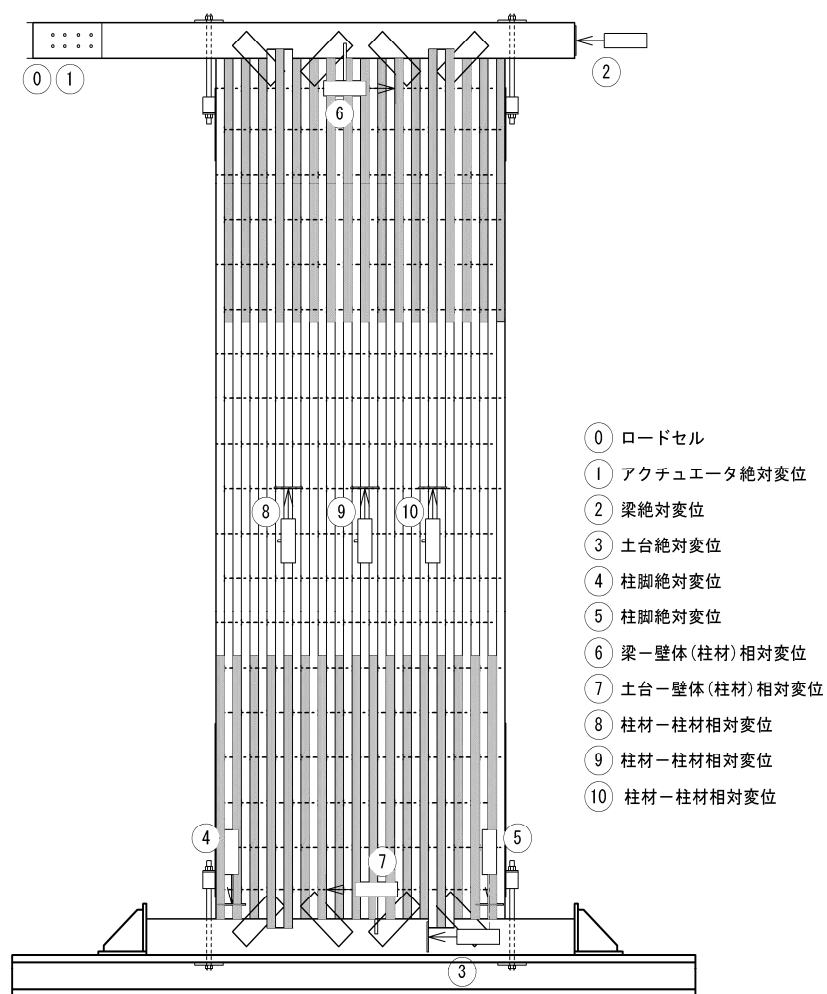 0 1
2
6
8 9 10
0 ロードセル
1 アクチュエータ絶対変位
2 梁絶対変位
3 土台絶対変位
4 柱脚絶対変位
5 柱脚絶対変位
6 梁ー壁体(柱材)相対変位
7 土台ー壁体(柱材)相対変位
8 柱材ー柱材相対変位
9 柱材ー柱材相対変位
10 柱材ー柱材相対変位
4 5
7
3